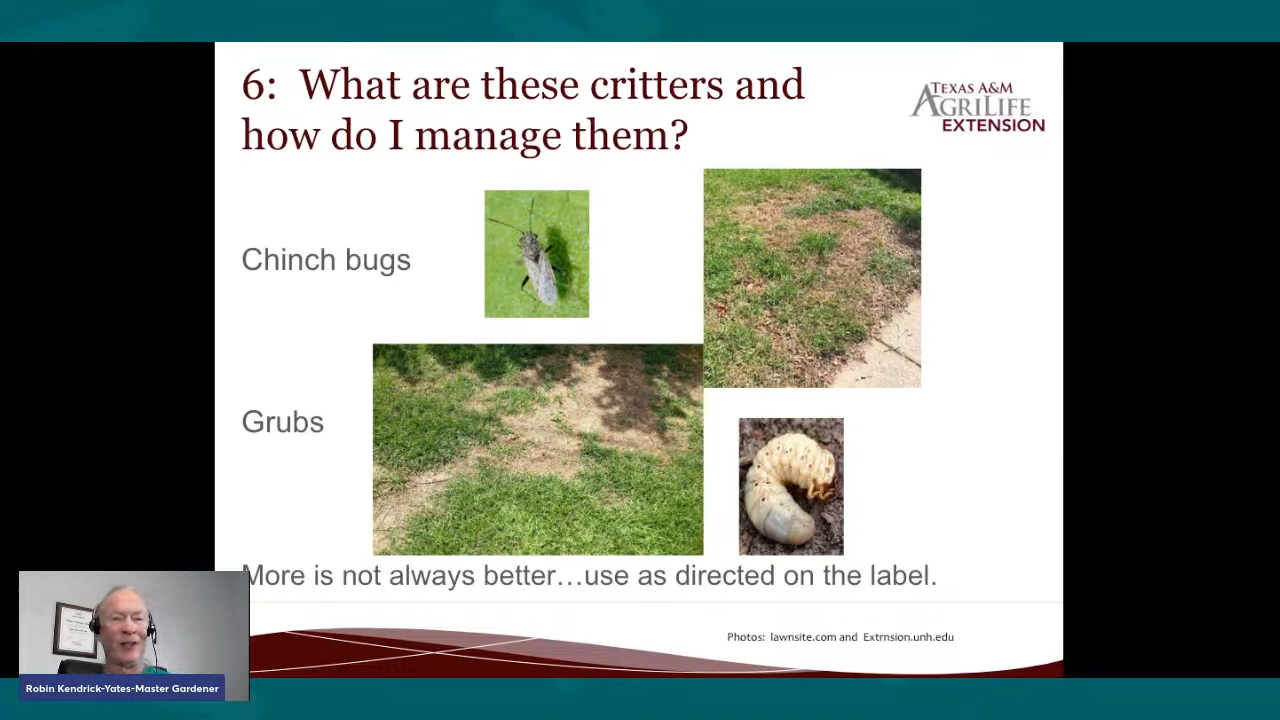 6: What are these critters and
how do I manage them?
TEXAS A&M
AGRILIFE
EXTENSION
Chinch bugs
Grubs
More is not always better…use as directed on the label.
Photos: lawnsite.com and Extrnsion.unh.edu
Robin Kendrick-Yates-Master Gardener